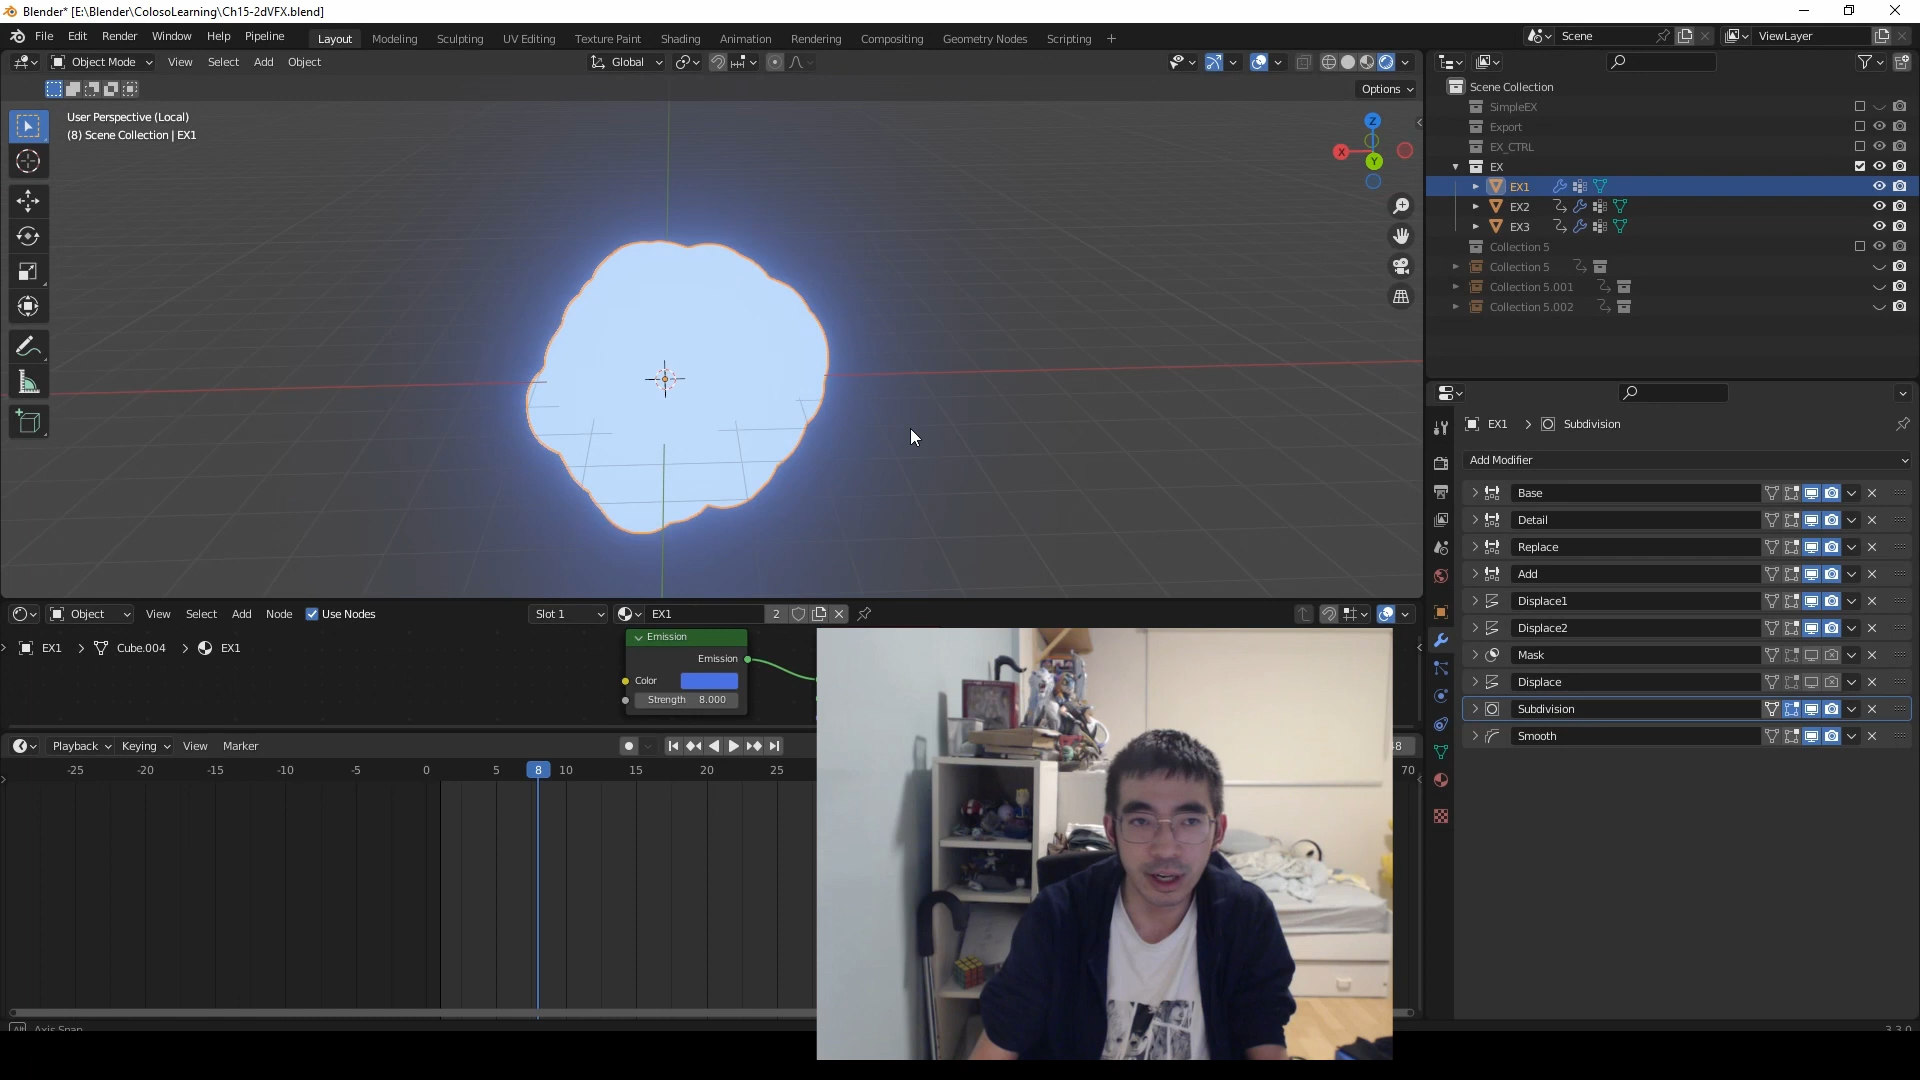 Blender* [E:\Blender\ColosoLearning\Ch15-2dVFX.blend]
File Edit Render Window Help Pipeline
Layout Modeling Sculpting UV Editing Texture Paint Shading Animation Rendering Compositing Geometry Nodes Scripting +
Scene ViewLayer
Object Mode View Select Add Object Global
Options
User Perspective (Local)
(8) Scene Collection | EX1
Z
X
Y
Scene Collection
SimpleEX
Export
EX_CTRL
EX
EX1
EX2
EX3
Collection 5
Collection 5
Collection 5.001
Collection 5.002
EX1 > Subdivision
Add Modifier
Base
Detail
Replace
Add
Displace1
Displace2
Mask
Displace
Subdivision
Smooth
Object View Select Add Node Use Nodes Slot 1 EX1 2
EX1 > Cube.004 > EX1
Emission
Emission
Color
Strength 8.000
Playback Keying View Marker
-25 -20 -15 -10 -5 0 5 8 10 15 20 25 70